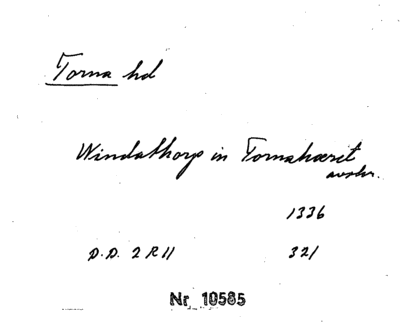 Torna hd
Windathorp in Tornahæret
avskr.
1336
D.D. 2 R 11 321
Nr 10585